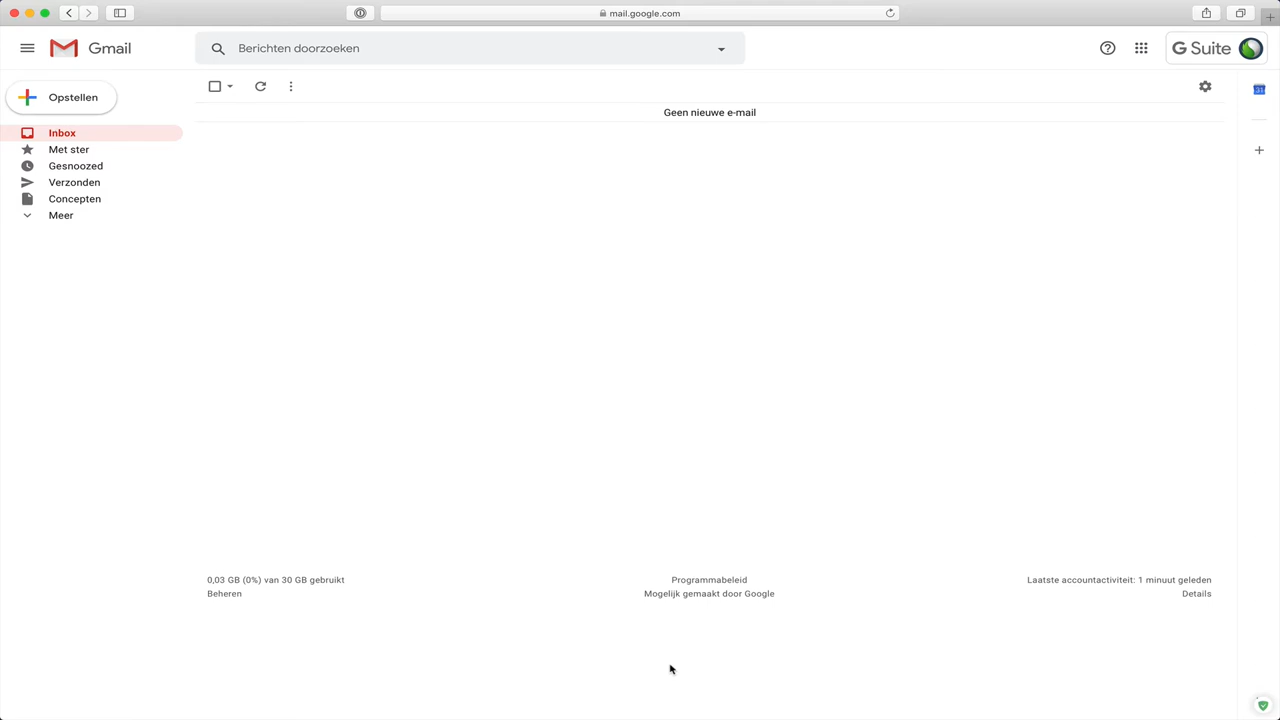 mail.google.com
Gmail
Berichten doorzoeken
G Suite
Opstellen
31
Geen nieuwe e-mail
Inbox
Met ster
Gesnoozed
Verzonden
Concepten
Meer
0,03 GB (0%) van 30 GB gebruikt
Beheren
Programmabeleid
Mogelijk gemaakt door Google
Laatste accountactiviteit: 1 minuut geleden
Details